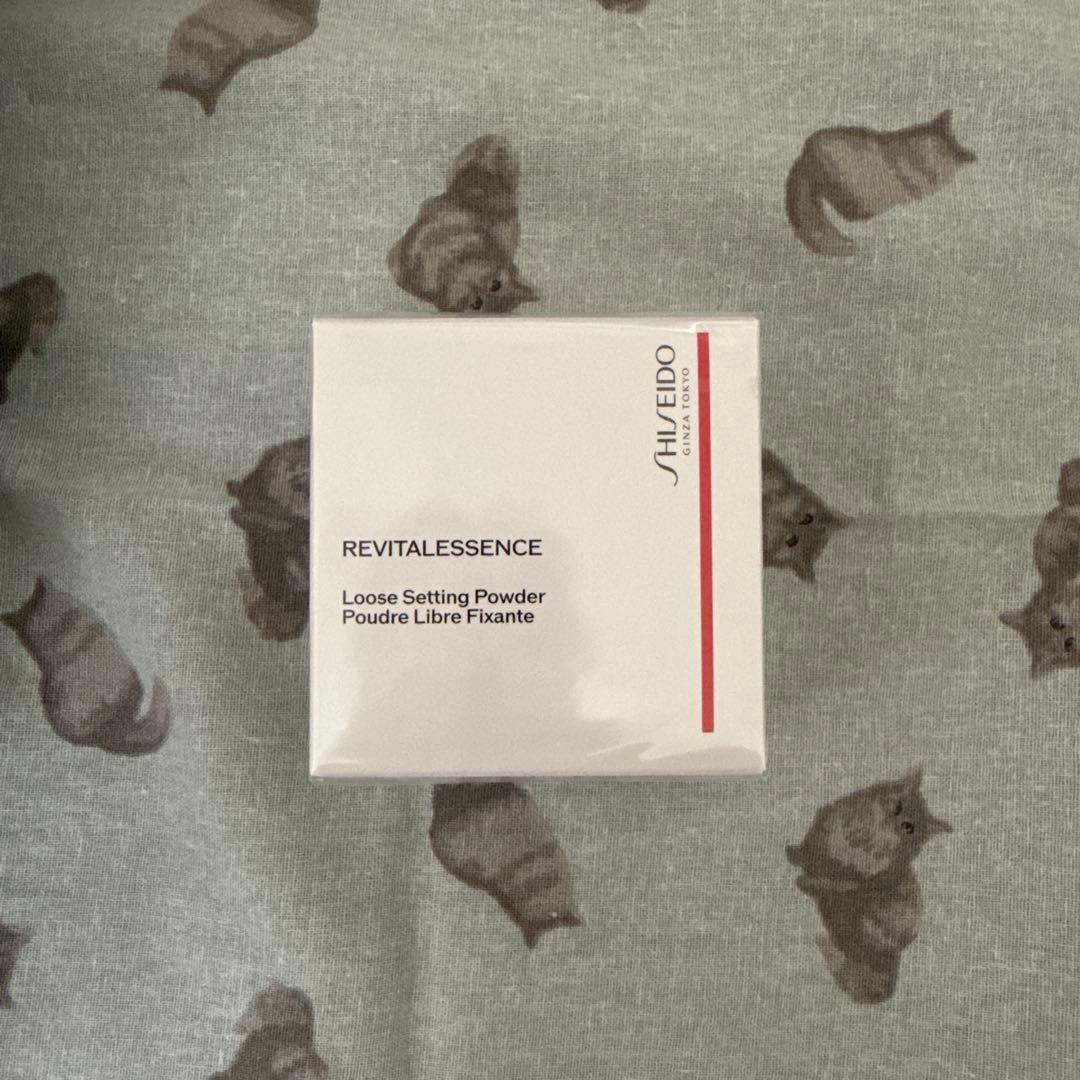 SHISEIDO
GINZA TOKYO
REVITALESSENCE
Loose Setting Powder
Poudre Libre Fixante